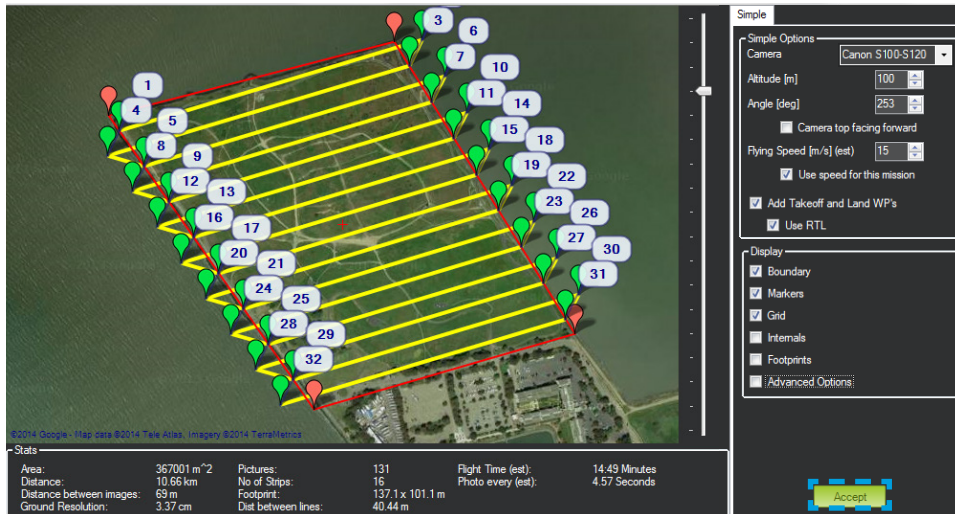 3
6
7
10
11
14
15
18
19
22
23
26
27
30
31
1
4
5
8
9
12
13
16
17
20
21
24
25
28
29
32
©2014 Google - Map data ©2014 Tele Atlas, Imagery ©2014 TerraMetrics
Simple
Simple Options
Camera Canon S100-S120
Altitude [m] 100
Angle [deg] 253
Camera top facing forward
Flying Speed [m/s] (est) 15
Use speed for this mission
Add Takeoff and Land WP's
Use RTL
Display
Boundary
Markers
Grid
Internals
Footprints
Advanced Options
Accept
Stats
Area: 367001 m^2 Pictures: 131 Flight Time (est): 14:49 Minutes
Distance: 10.66 km No of Strips: 16 Photo every (est): 4.57 Seconds
Distance between images: 69 m Footprint: 137.1 x 101.1 m
Ground Resolution: 3.37 cm Dist between lines: 40.44 m